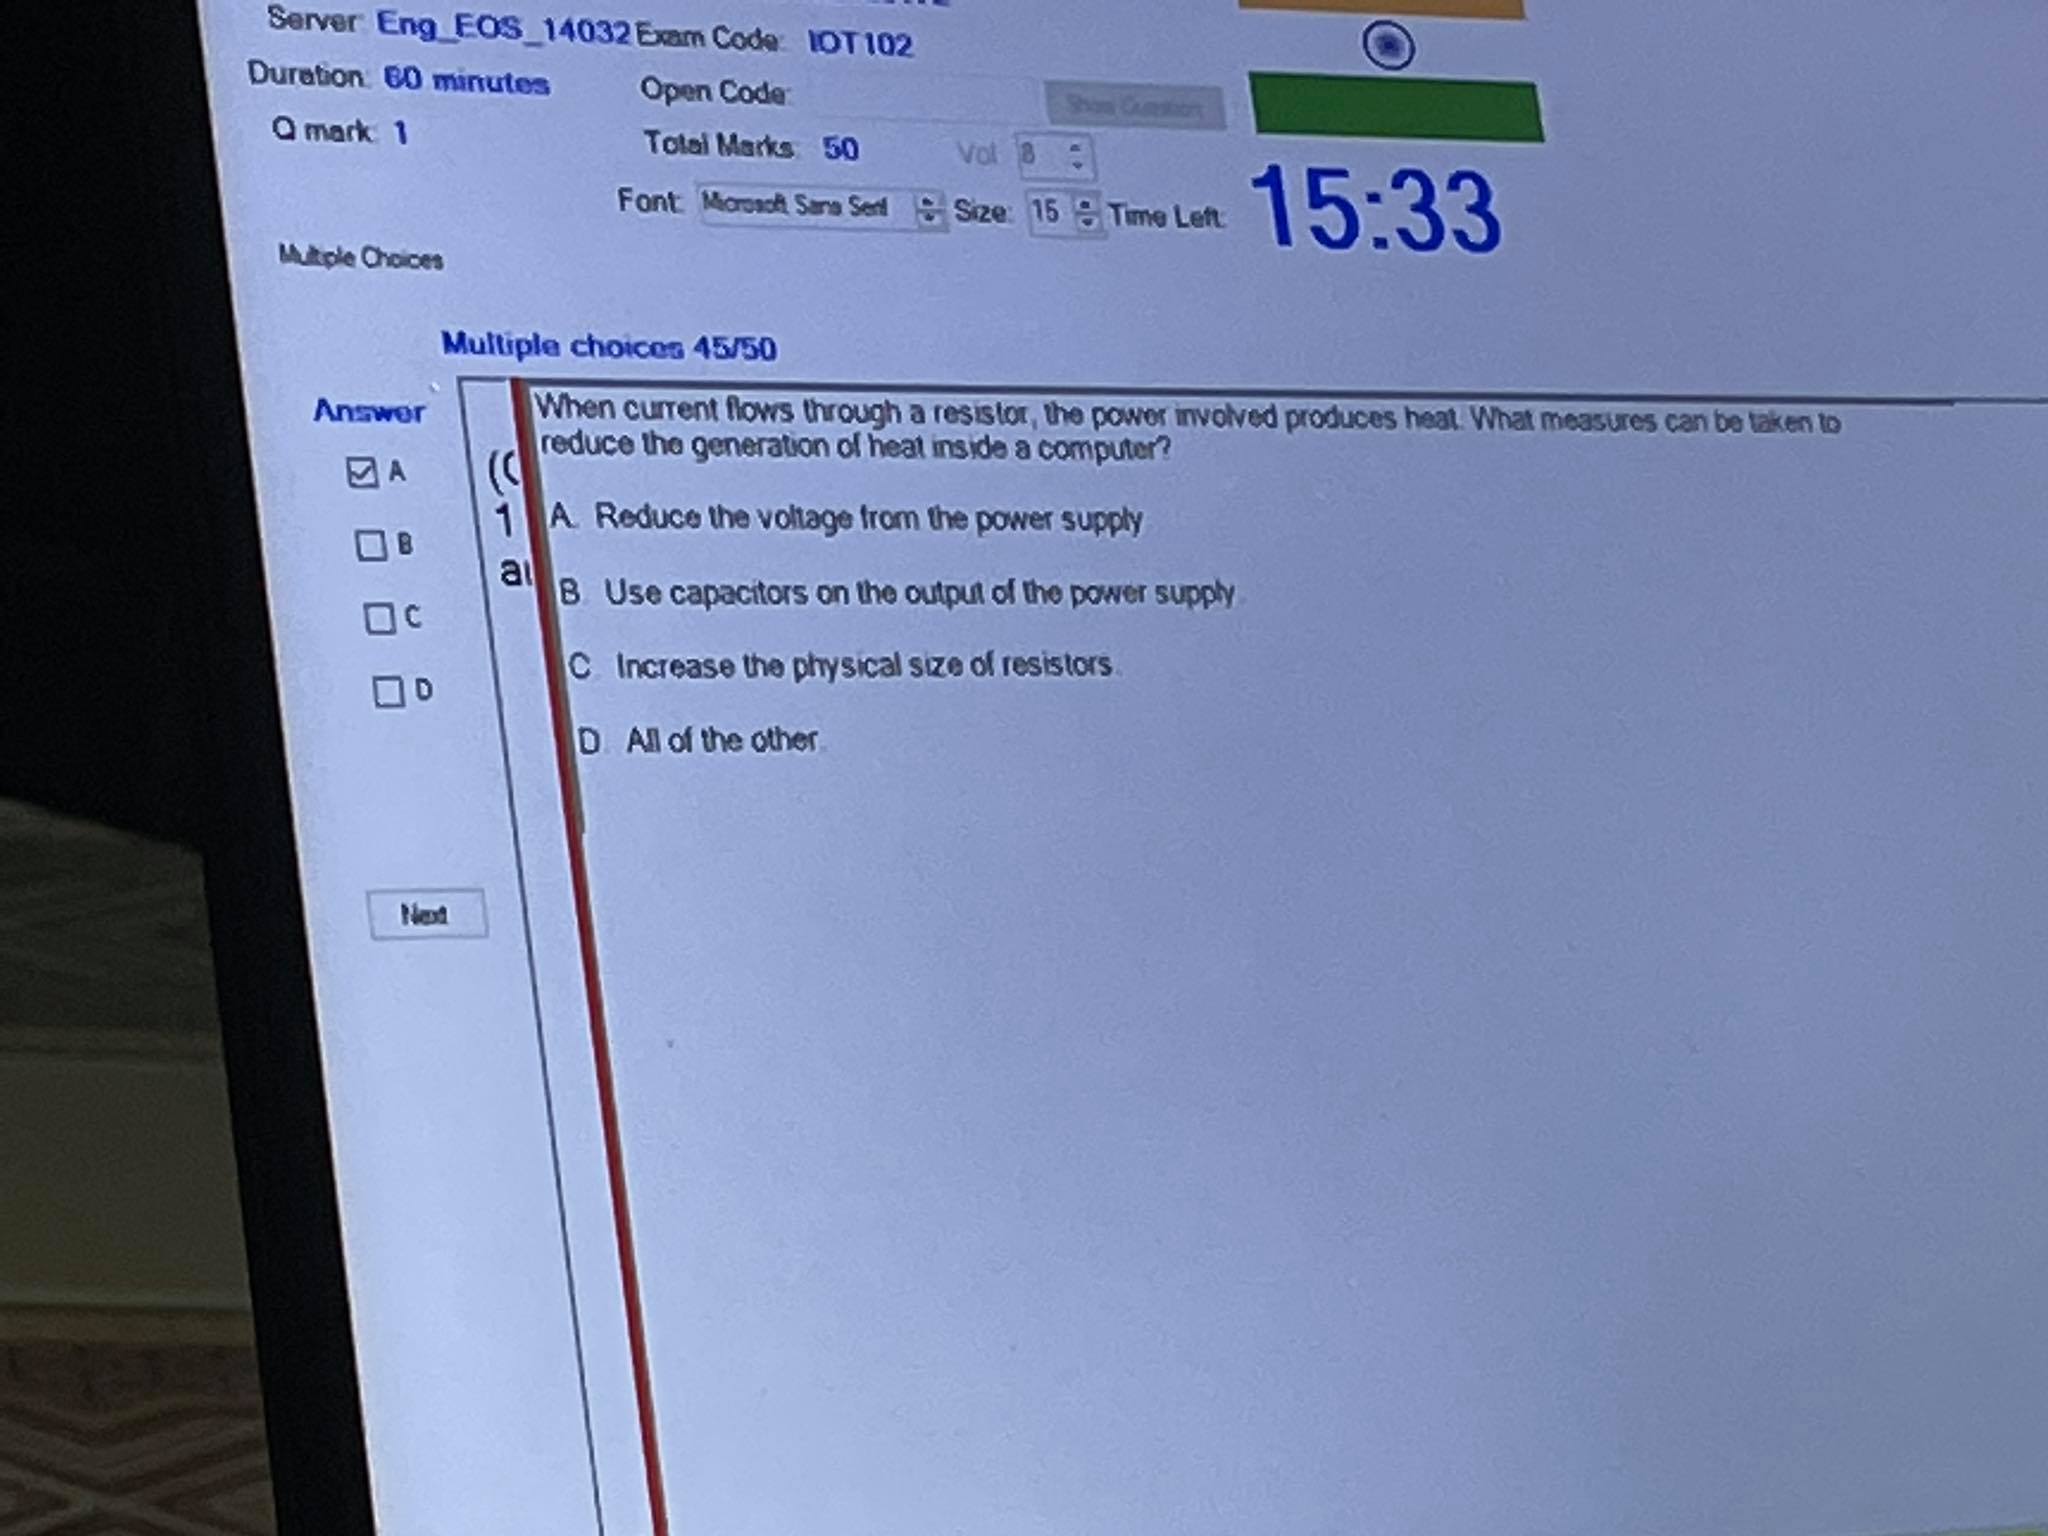 Server: Eng_EOS_14032 Exam Code: IOT102
Duration: 60 minutes Open Code: Show Question
Q mark: 1 Total Marks: 50 Vol 8
Font: Microsoft Sans Serif Size: 15 Time Left: 15:33
Multiple Choices
Multiple choices 45/50
Answer
When current flows through a resistor, the power involved produces heat. What measures can be taken to
reduce the generation of heat inside a computer?
A
((
1
B
C
D
A. Reduce the voltage from the power supply
B. Use capacitors on the output of the power supply.
C. Increase the physical size of resistors.
D. All of the other.
Next